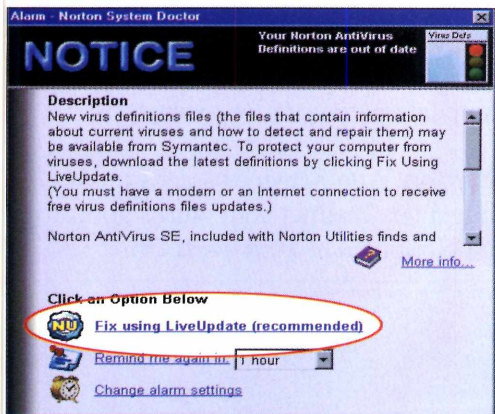 Alarm - Norton System Doctor
NOTICE
Your Norton AntiVirus
Definitions are out of date
Virus Defs
Description
New virus definitions files (the files that contain information
about current viruses and how to detect and repair them) may
be available from Symantec. To protect your computer from
viruses, download the latest definitions by clicking Fix Using
LiveUpdate.
(You must have a modem or an Internet connection to receive
free virus definitions files updates.)
Norton AntiVirus SE, included with Norton Utilities finds and
More info...
Click an Option Below
NU
Fix using LiveUpdate (recommended)
Remind me again in: 1 hour
Change alarm settings